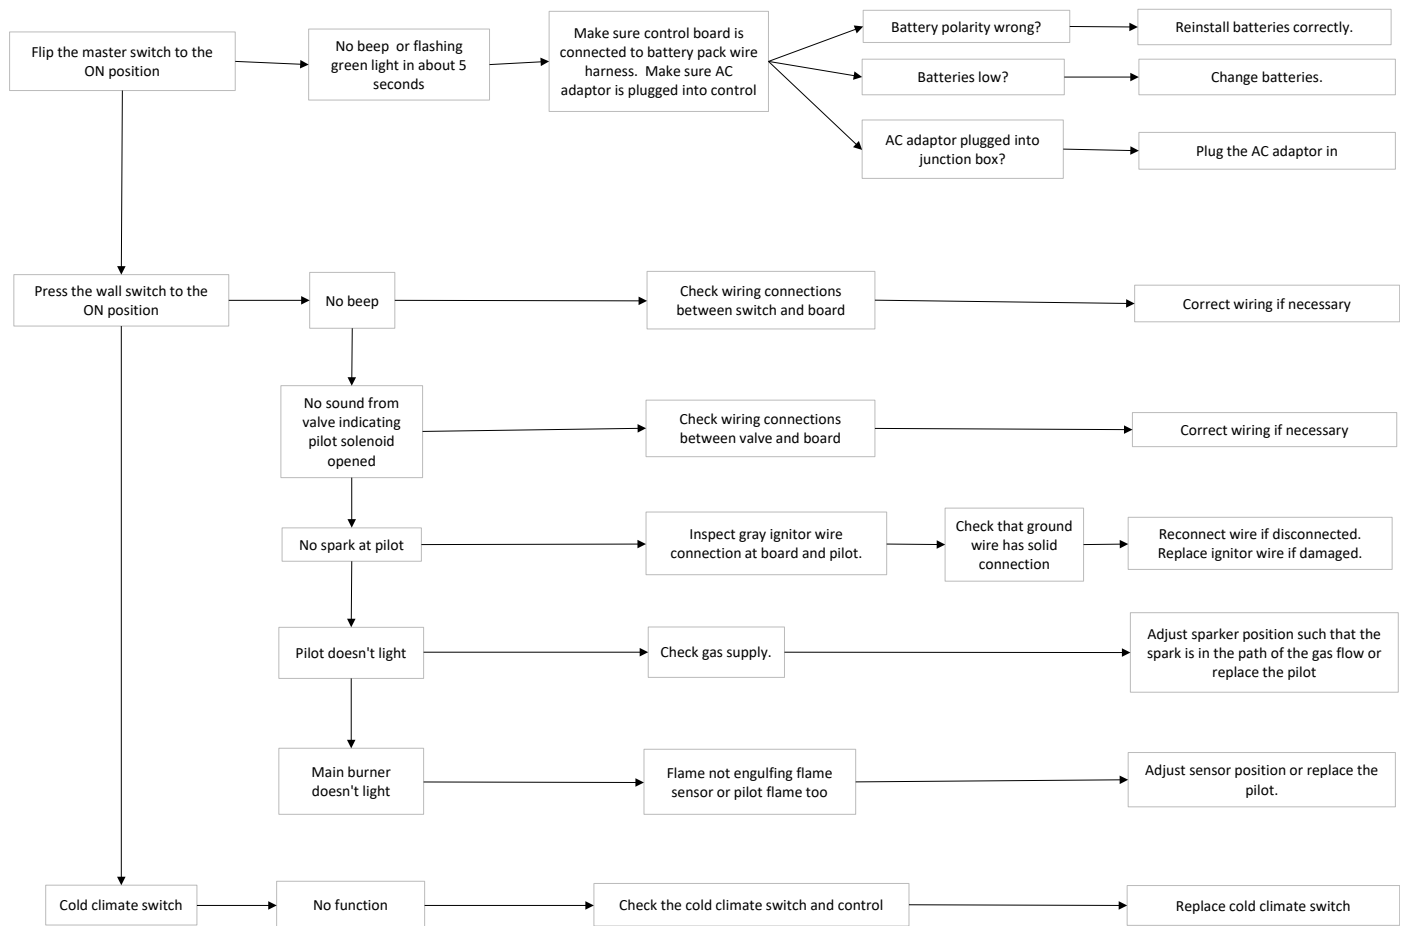 Flip the master switch to the
ON position
No beep or flashing
green light in about 5
seconds
Make sure control board is
connected to battery pack wire
harness. Make sure AC
adaptor is plugged into control
Battery polarity wrong?
Reinstall batteries correctly.
Batteries low?
Change batteries.
AC adaptor plugged into
junction box?
Plug the AC adaptor in
Press the wall switch to the
ON position
No beep
Check wiring connections
between switch and board
Correct wiring if necessary
No sound from
valve indicating
pilot solenoid
opened
Check wiring connections
between valve and board
Correct wiring if necessary
No spark at pilot
Inspect gray ignitor wire
connection at board and pilot.
Check that ground
wire has solid
connection
Reconnect wire if disconnected.
Replace ignitor wire if damaged.
Pilot doesn't light
Check gas supply.
Adjust sparker position such that the
spark is in the path of the gas flow or
replace the pilot
Main burner
doesn't light
Flame not engulfing flame
sensor or pilot flame too
Adjust sensor position or replace the
pilot.
Cold climate switch
No function
Check the cold climate switch and control
Replace cold climate switch